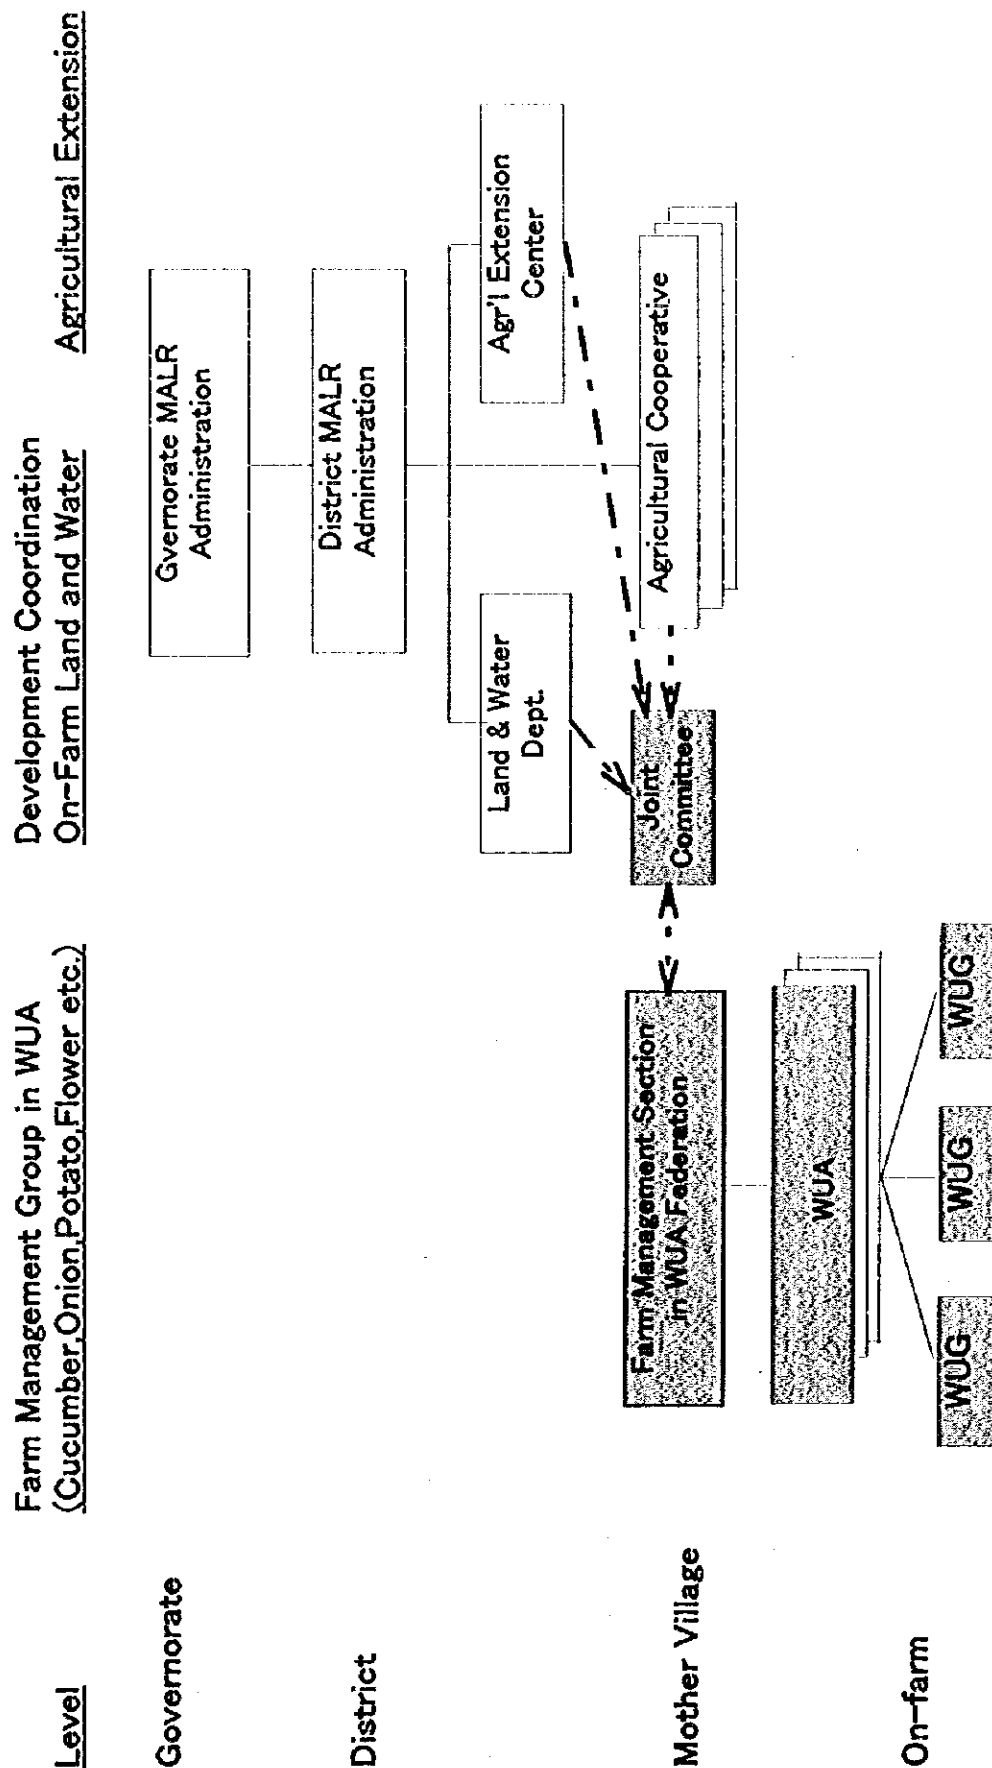 Level
Farm Management Group in WUA
(Cucumber,Onion,Potato,Flower etc.)
Development Coordination
On-Farm Land and Water
Agricultural Extension
Governorate
Gvernorate MALR
Administration
District
District MALR
Administration
Land & Water
Dept.
Agr'l Extension
Center
Mother Village
Farm Management Section
in WUA Federation
Joint
Committee
Agricultural Cooperative
WUA
On-farm
WUG
WUG
WUG